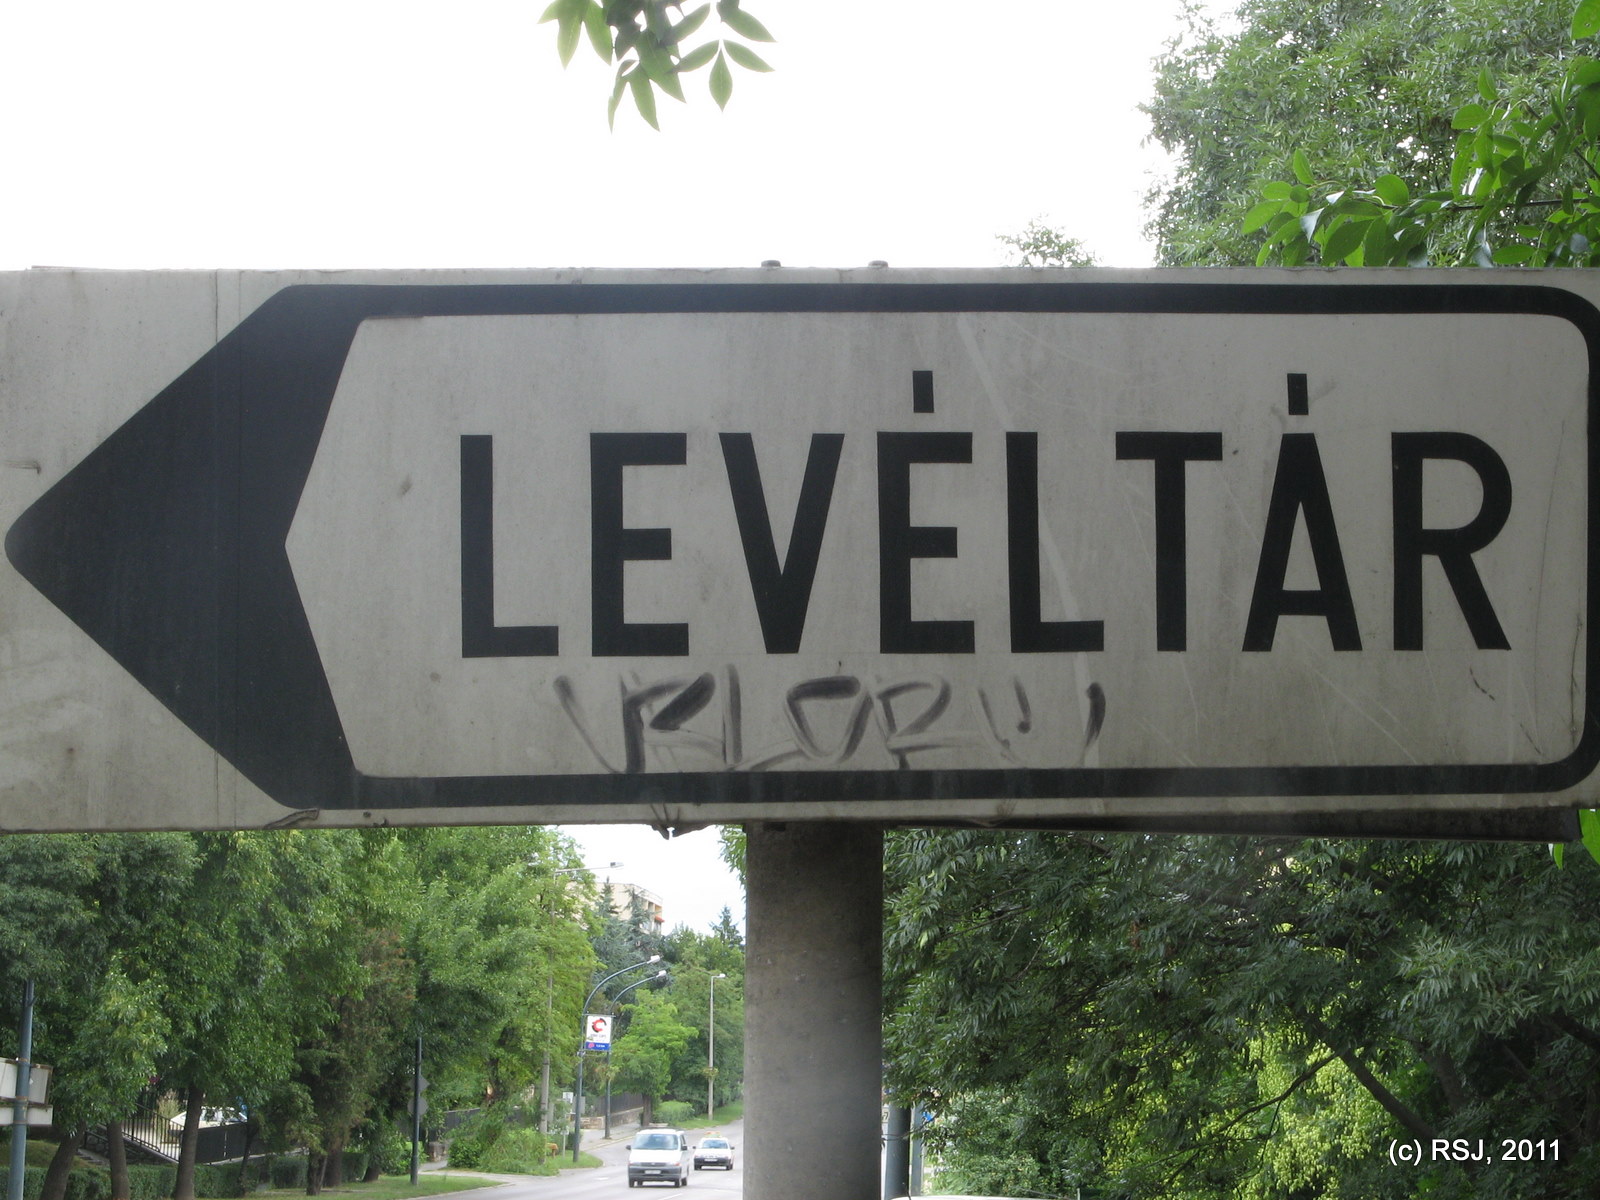 LEVÉLTÁR
(c) RSJ, 2011